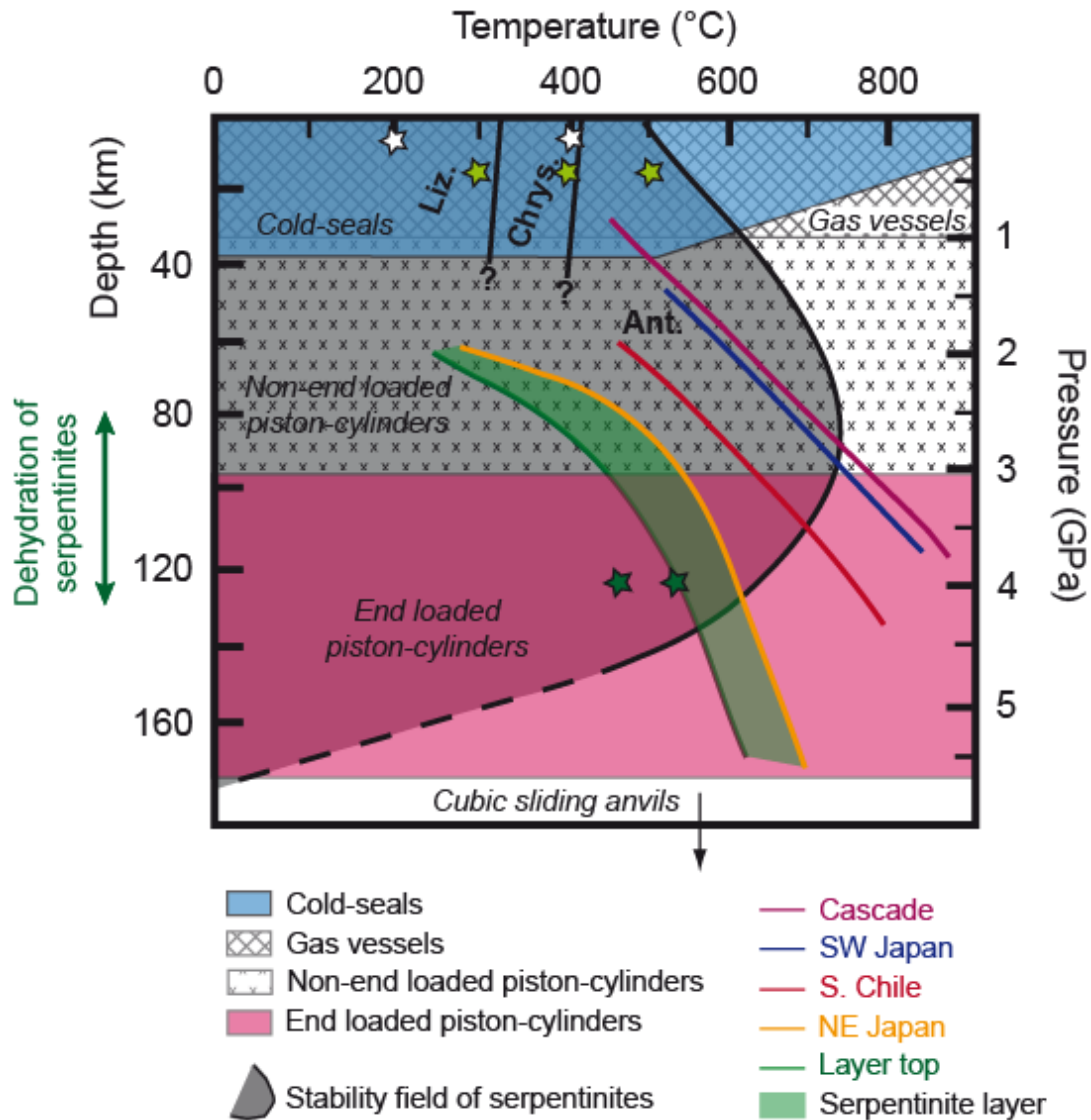 Temperature (°C)
0 200 400 600 800
Depth (km)
40
80
120
160
Pressure (GPa)
1
2
3
4
5
Dehydration of
serpentinites
Liz.
Chrys.
?
?
Ant.
Cold-seals
Gas vessels
Non-end loaded
piston-cylinders
End loaded
piston-cylinders
Cubic sliding anvils
Cold-seals
Gas vessels
Non-end loaded piston-cylinders
End loaded piston-cylinders
Stability field of serpentinites
Cascade
SW Japan
S. Chile
NE Japan
Layer top
Serpentinite layer